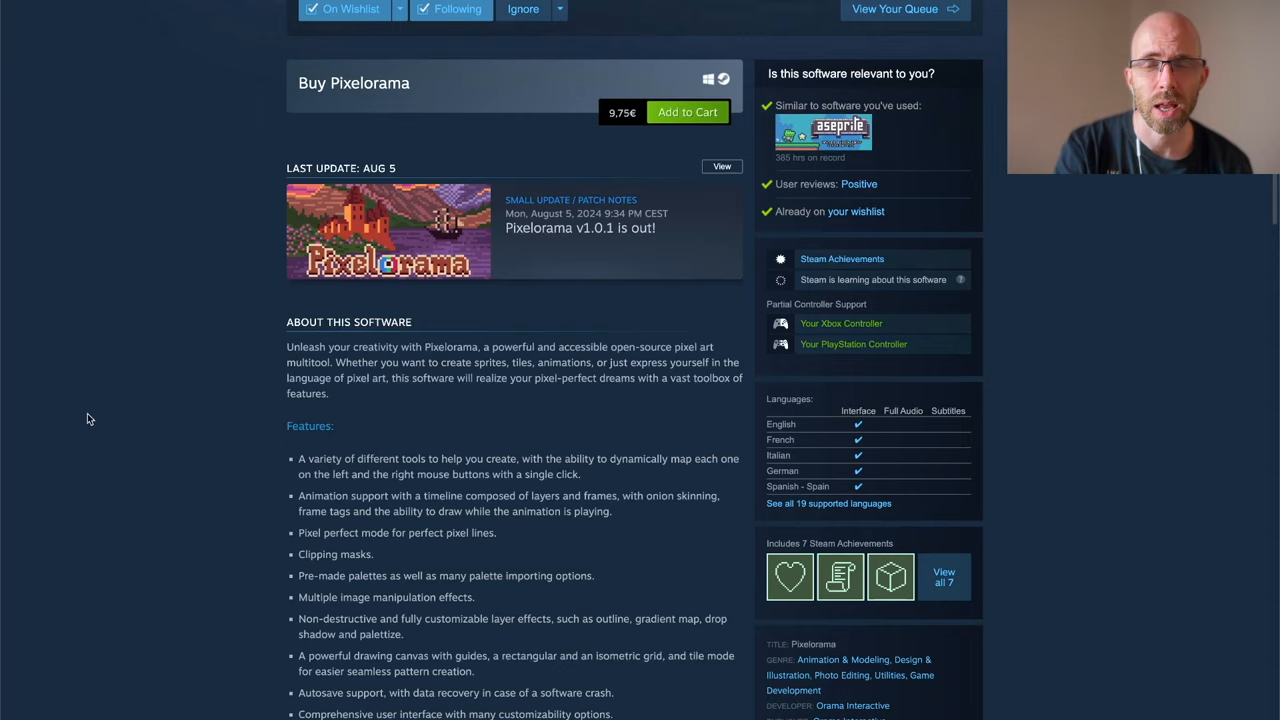 On Wishlist
Following
Ignore
View Your Queue
Buy Pixelorama
9,75€
Add to Cart
LAST UPDATE: AUG 5
View
Pixelorama
SMALL UPDATE / PATCH NOTES
Mon, August 5, 2024 9:34 PM CEST
Pixelorama v1.0.1 is out!
ABOUT THIS SOFTWARE
Unleash your creativity with Pixelorama, a powerful and accessible open-source pixel art
multitool. Whether you want to create sprites, tiles, animations, or just express yourself in the
language of pixel art, this software will realize your pixel-perfect dreams with a vast toolbox of
features.
Features:
A variety of different tools to help you create, with the ability to dynamically map each one
on the left and the right mouse buttons with a single click.
Animation support with a timeline composed of layers and frames, with onion skinning,
frame tags and the ability to draw while the animation is playing.
Pixel perfect mode for perfect pixel lines.
Clipping masks.
Pre-made palettes as well as many palette importing options.
Multiple image manipulation effects.
Non-destructive and fully customizable layer effects, such as outline, gradient map, drop
shadow and palettize.
A powerful drawing canvas with guides, a rectangular and an isometric grid, and tile mode
for easier seamless pattern creation.
Autosave support, with data recovery in case of a software crash.
Comprehensive user interface with many customizability options.
Is this software relevant to you?
Similar to software you've used:
aseprite
385 hrs on record
User reviews: Positive
Already on your wishlist
Steam Achievements
Steam is learning about this software ?
Partial Controller Support
Your Xbox Controller
Your PlayStation Controller
Languages:
Interface Full Audio Subtitles
English ✔
French ✔
Italian ✔
German ✔
Spanish - Spain ✔
See all 19 supported languages
Includes 7 Steam Achievements
View
all 7
TITLE: Pixelorama
GENRE: Animation & Modeling, Design &
Illustration, Photo Editing, Utilities, Game
Development
DEVELOPER: Orama Interactive
Orama Interactive